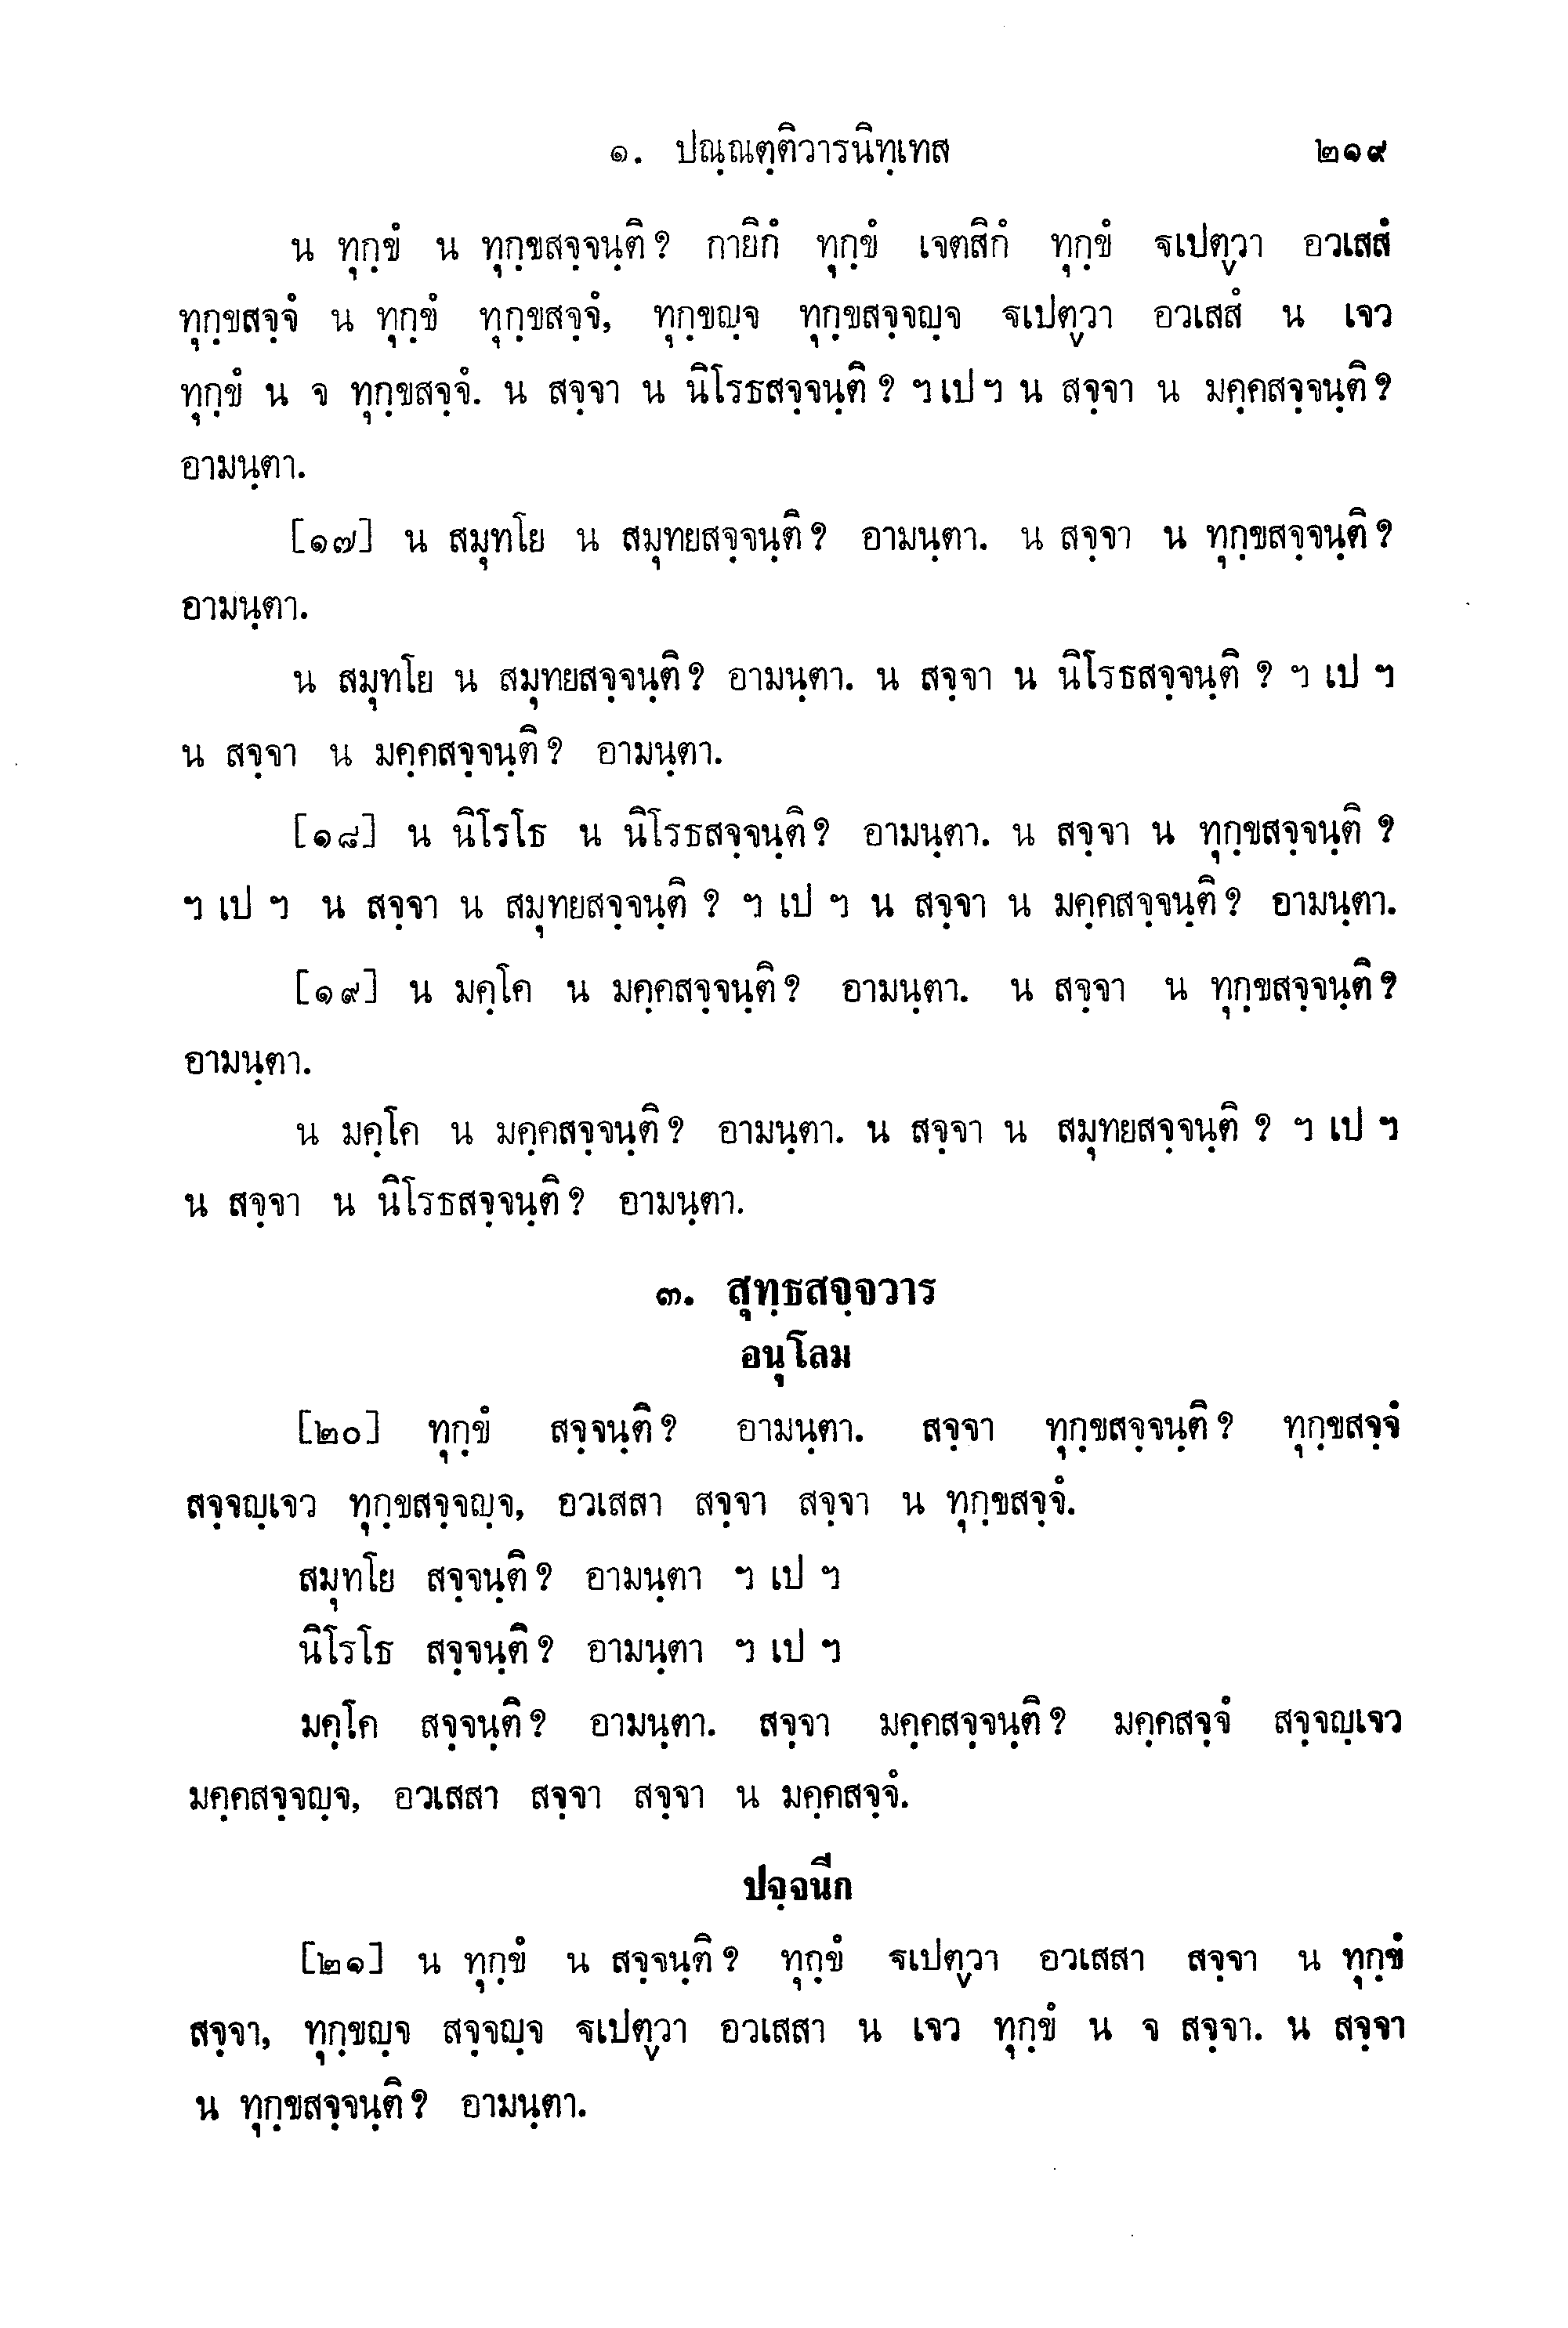 ๑. ปณฺณตฺติวารนิทฺเทส ๒๑๙
น ทุกฺขํ น ทุกฺขสจฺจนฺติ? กายิกํ ทุกฺขํ เจตสิกํ ทุกฺขํ ฐเปตฺวา อวเสสํ
ทุกฺขสจฺจํ น ทุกฺขํ ทุกฺขสจฺจํ, ทุกฺขญฺจ ทุกฺขสจฺจญฺจ ฐเปตฺวา อวเสสํ น เจว
ทุกฺขํ น จ ทุกฺขสจฺจํ. น สจฺจา น นิโรธสจฺจนฺติ? ฯ เป ฯ น สจฺจา น มคฺคสจฺจนฺติ?
อามนฺตา.
[๑๗] น สมุทโย น สมุทยสจฺจนฺติ? อามนฺตา. น สจฺจา น ทุกฺขสจฺจนฺติ?
อามนฺตา.
น สมุทโย น สมุทยสจฺจนฺติ? อามนฺตา. น สจฺจา น นิโรธสจฺจนฺติ? ฯ เป ฯ
น สจฺจา น มคฺคสจฺจนฺติ? อามนฺตา.
[๑๘] น นิโรโธ น นิโรธสจฺจนฺติ? อามนฺตา. น สจฺจา น ทุกฺขสจฺจนฺติ?
ฯ เป ฯ น สจฺจา น สมุทยสจฺจนฺติ? ฯ เป ฯ น สจฺจา น มคฺคสจฺจนฺติ? อามนฺตา.
[๑๙] น มคฺโค น มคฺคสจฺจนฺติ? อามนฺตา. น สจฺจา น ทุกฺขสจฺจนฺติ?
อามนฺตา.
น มคฺโค น มคฺคสจฺจนฺติ? อามนฺตา. น สจฺจา น สมุทยสจฺจนฺติ? ฯ เป ฯ
น สจฺจา น นิโรธสจฺจนฺติ? อามนฺตา.
๓. สุทฺธสจฺจวาร
อนุโลม
[๒๐] ทุกฺขํ สจฺจนฺติ? อามนฺตา. สจฺจา ทุกฺขสจฺจนฺติ? ทุกฺขสจฺจํ
สจฺจญฺเจว ทุกฺขสจฺจญฺจ, อวเสสา สจฺจา สจฺจา น ทุกฺขสจฺจํ.
สมุทโย สจฺจนฺติ? อามนฺตา ฯ เป ฯ
นิโรโธ สจฺจนฺติ? อามนฺตา ฯ เป ฯ
มคฺโค สจฺจนฺติ? อามนฺตา. สจฺจา มคฺคสจฺจนฺติ? มคฺคสจฺจํ สจฺจญฺเจว
มคฺคสจฺจญฺจ, อวเสสา สจฺจา สจฺจา น มคฺคสจฺจํ.
ปจฺจนีก
[๒๑] น ทุกฺขํ น สจฺจนฺติ? ทุกฺขํ ฐเปตฺวา อวเสสา สจฺจา น ทุกฺขํ
สจฺจา, ทุกฺขญฺจ สจฺจญฺจ ฐเปตฺวา อวเสสา น เจว ทุกฺขํ น จ สจฺจา. น สจฺจา
น ทุกฺขสจฺจนฺติ? อามนฺตา.